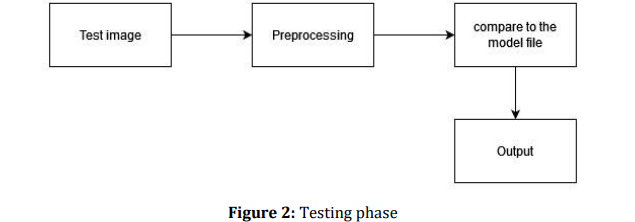 Test image
Preprocessing
compare to the
model file
Output
Figure 2: Testing phase